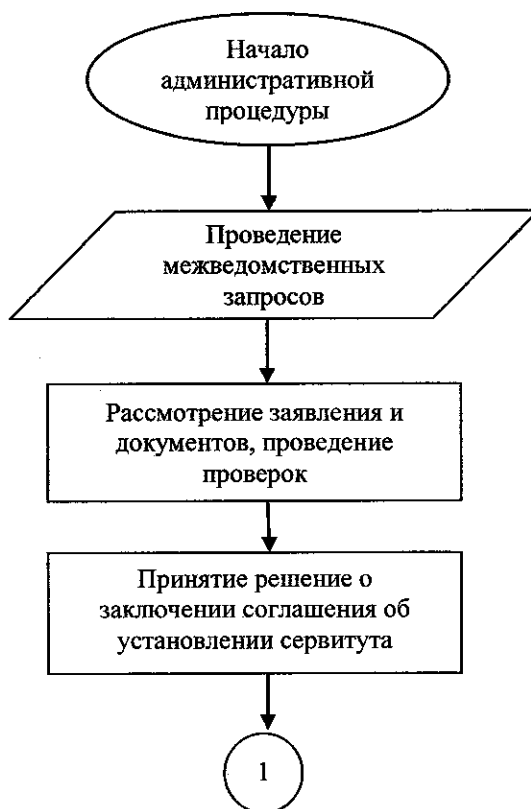 Начало
административной
процедуры
Проведение
межведомственных
запросов
Рассмотрение заявления и
документов, проведение
проверок
Принятие решение о
заключении соглашения об
установлении сервитута
1